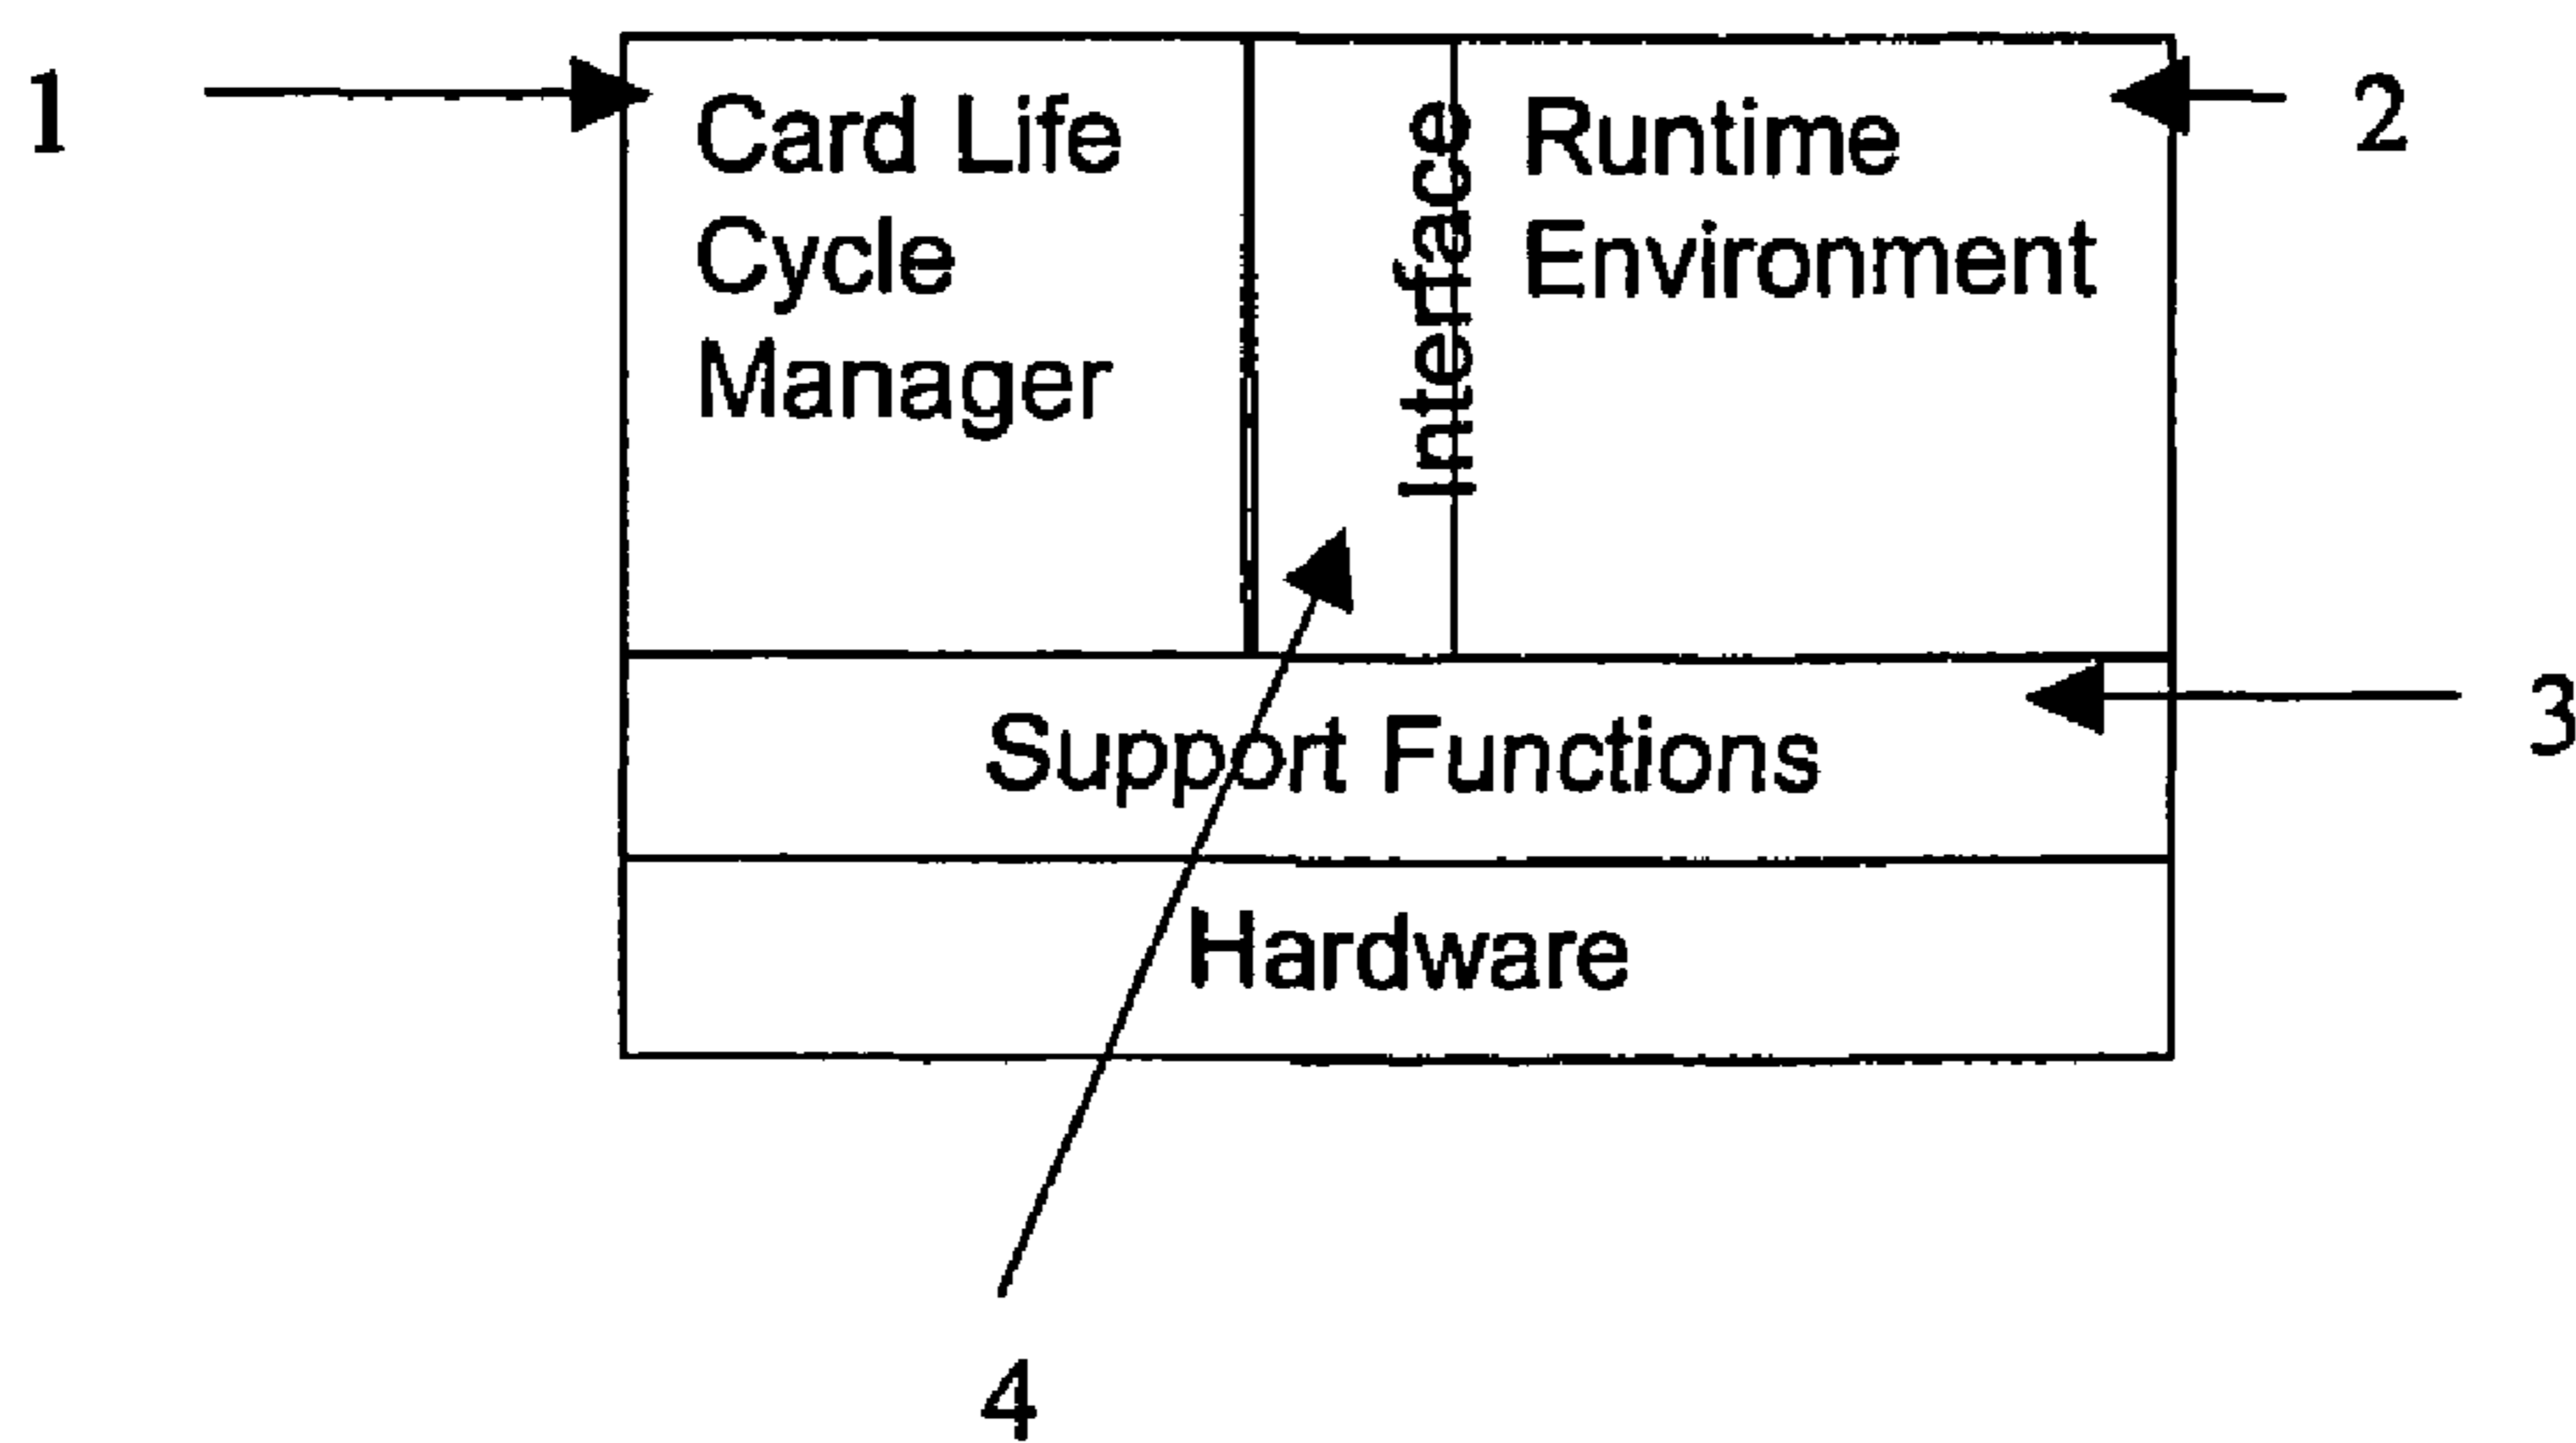 1
Card Life
Cycle
Manager
Interface
Runtime
Environment
2
Support Functions
3
Hardware
4